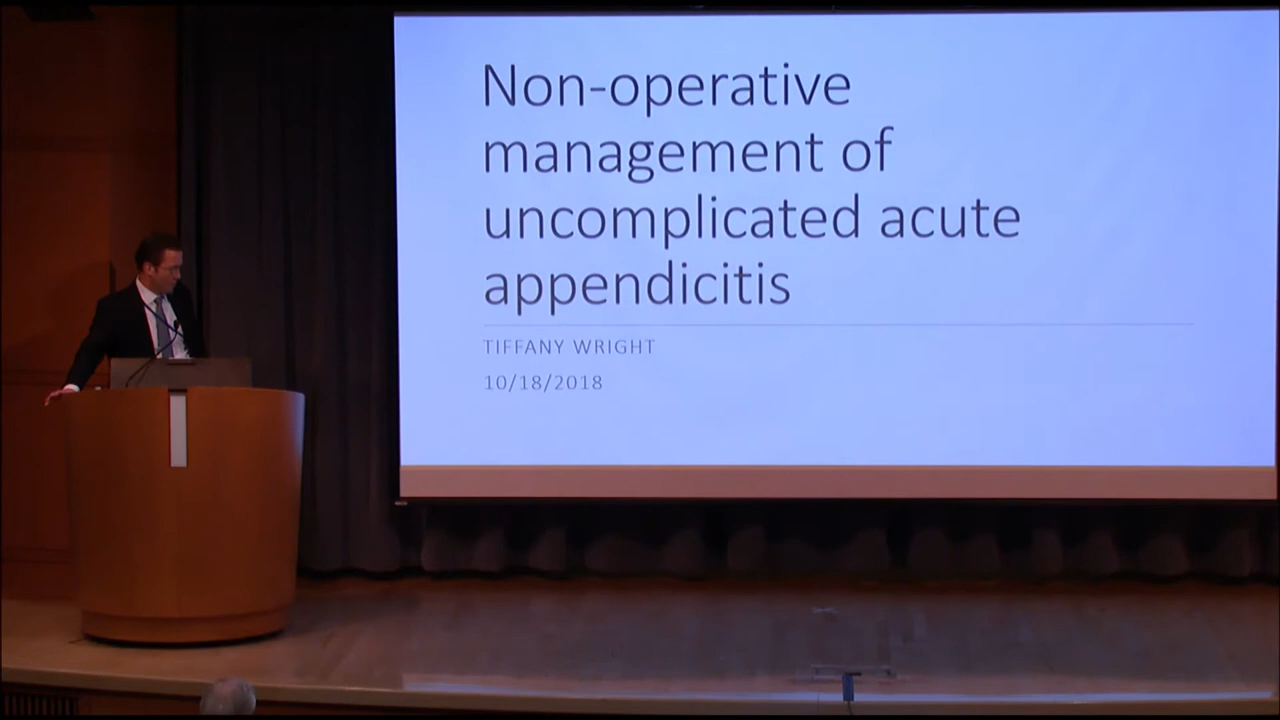 Non-operative
management of
uncomplicated acute
appendicitis
TIFFANY WRIGHT
10/18/2018